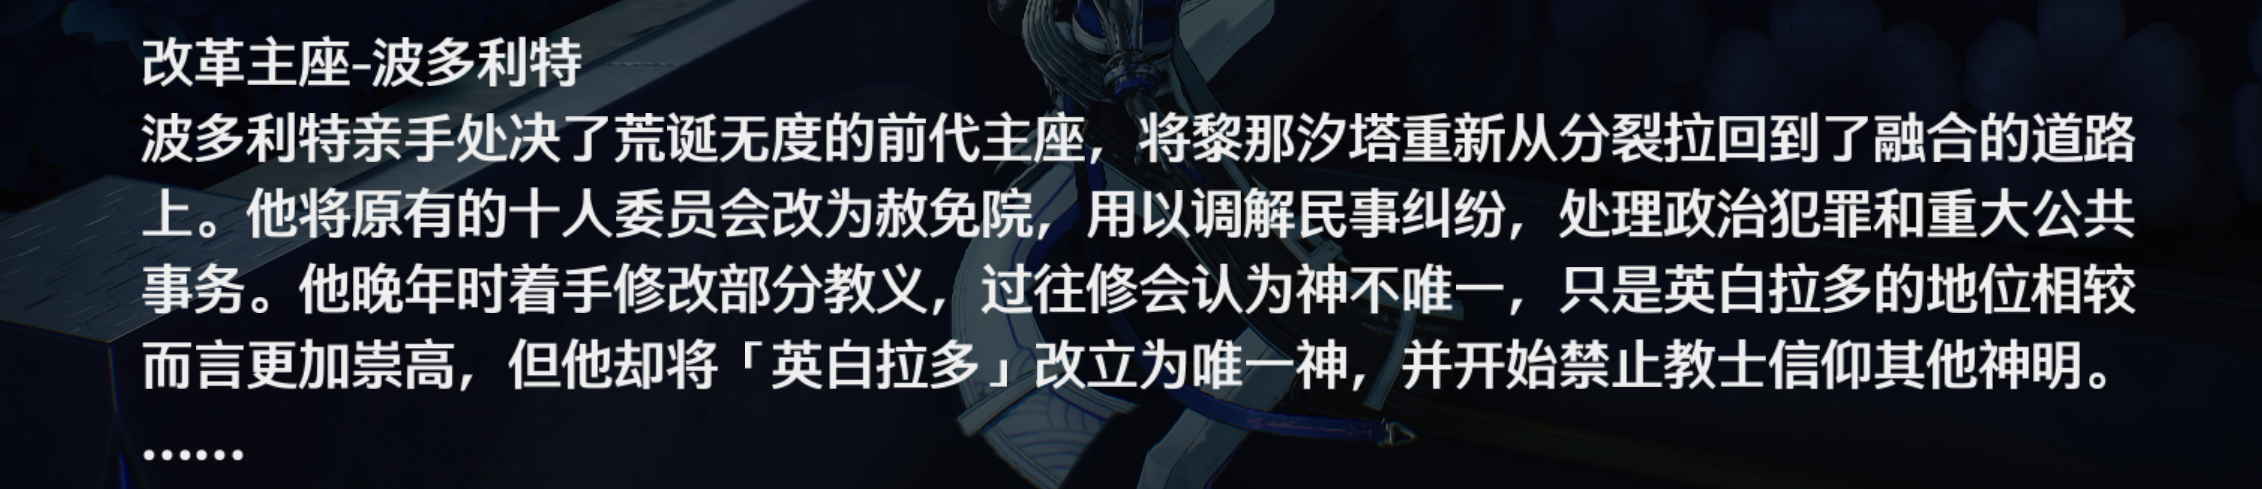 改革主座-波多利特
波多利特亲手处决了荒诞无度的前代主座，将黎那汐塔重新从分裂拉回到了融合的道路
上。他将原有的十人委员会改为赦免院，用以调解民事纠纷，处理政治犯罪和重大公共
事务。他晚年时着手修改部分教义，过往修会认为神不唯一，只是英白拉多的地位相较
而言更加崇高，但他却将「英白拉多」改立为唯一神，并开始禁止教士信仰其他神明。
……